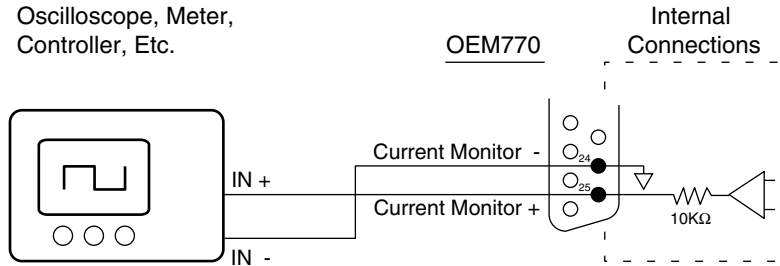 Oscilloscope, Meter,
Controller, Etc.
OEM770
Internal
Connections
Current Monitor -
24
IN +
25
Current Monitor +
10KΩ
IN -